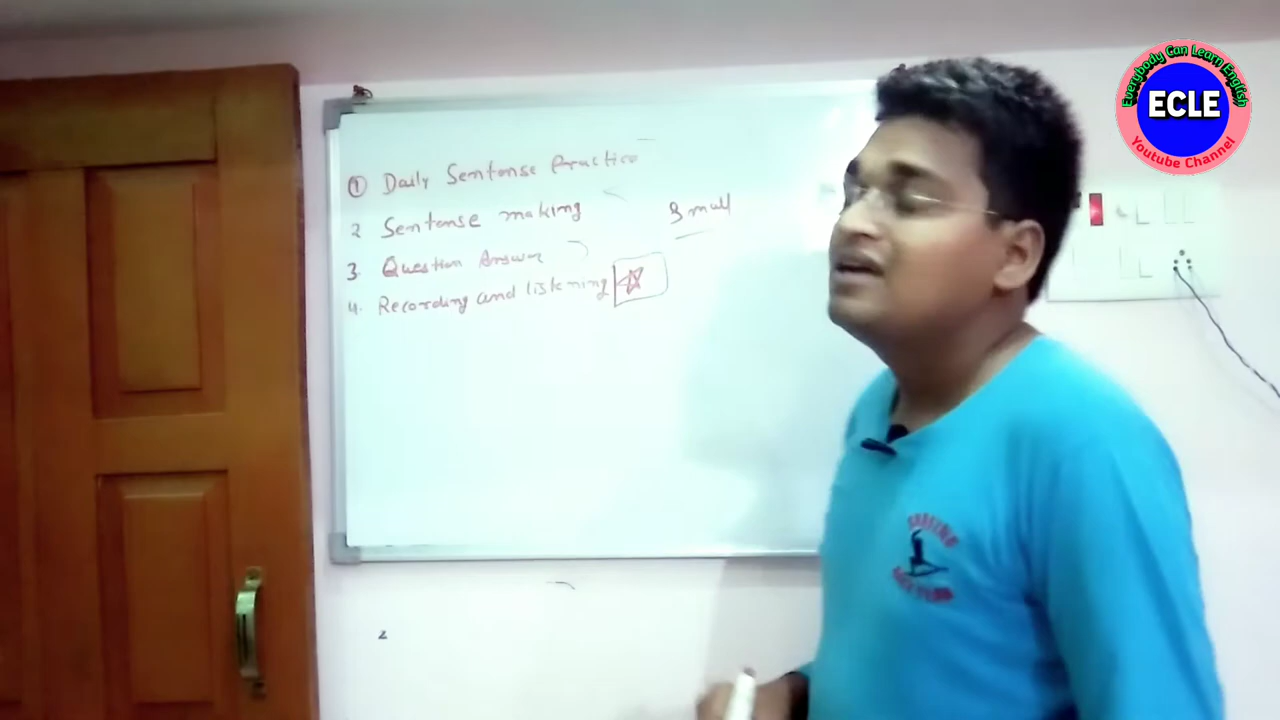 ① Daily Sentense Practice
2 Sentense making
Small
3. Question Answer
4. Recording and listening
Everybody Can Learn English
ECLE
Youtube Channel
2